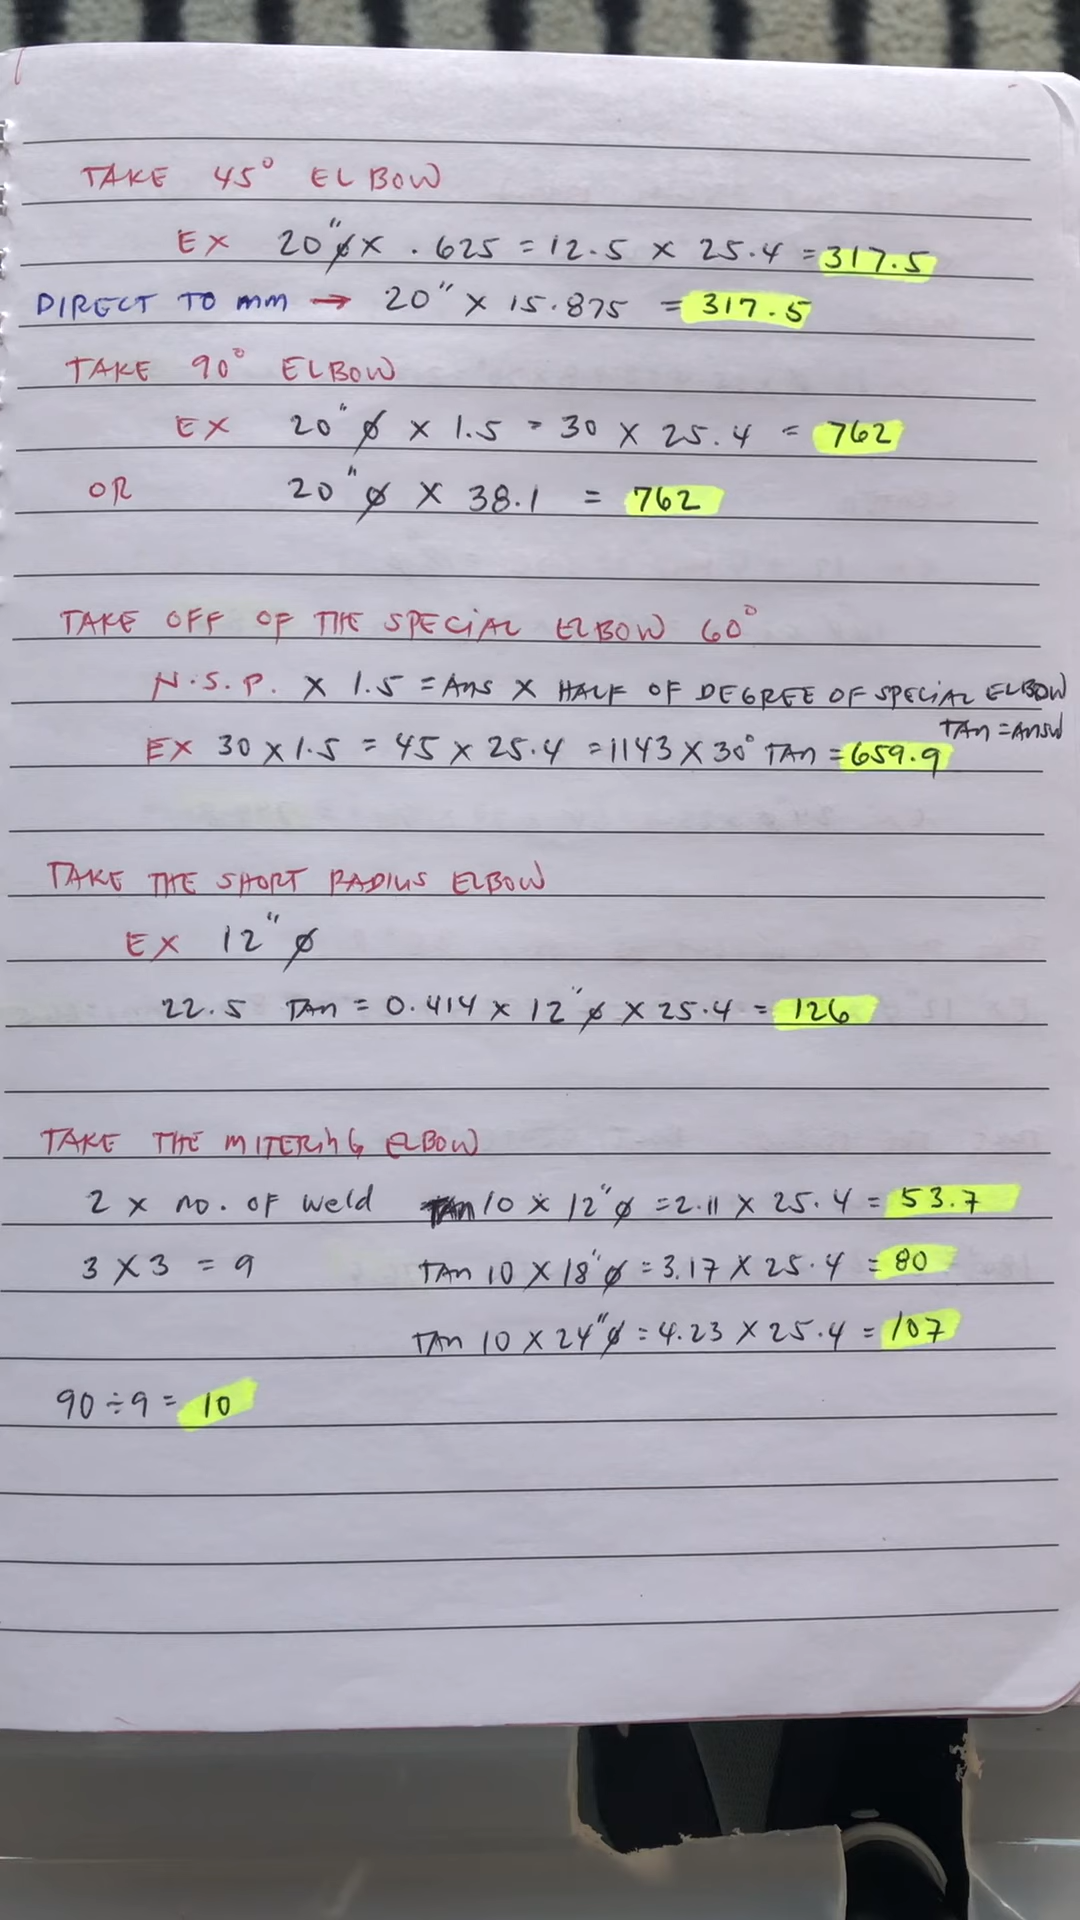 TAKE 45° ELBOW
EX 20"ø x .625 = 12.5 x 25.4 = 317.5
DIRECT TO mm → 20" x 15.875 = 317.5
TAKE 90° ELBOW
EX 20"ø x 1.5 = 30 x 25.4 = 762
OR 20"ø x 38.1 = 762
TAKE OFF OF THE SPECIAL ELBOW 60°
N.S.P. x 1.5 = Ans x HALF OF DEGREE OF SPECIAL ELBOW
TAN = ANSW
EX 30 x 1.5 = 45 x 25.4 = 1143 x 30° TAN = 659.9
TAKE THE SHORT RADIUS ELBOW
EX 12"ø
22.5 TAN = 0.414 x 12"ø x 25.4 = 126
TAKE THE MITERING ELBOW
2 x no. of weld TAN 10 x 12"ø = 2.11 x 25.4 = 53.7
3 x 3 = 9 TAN 10 x 18"ø = 3.17 x 25.4 = 80
TAN 10 x 24"ø = 4.23 x 25.4 = 107
90 ÷ 9 = 10